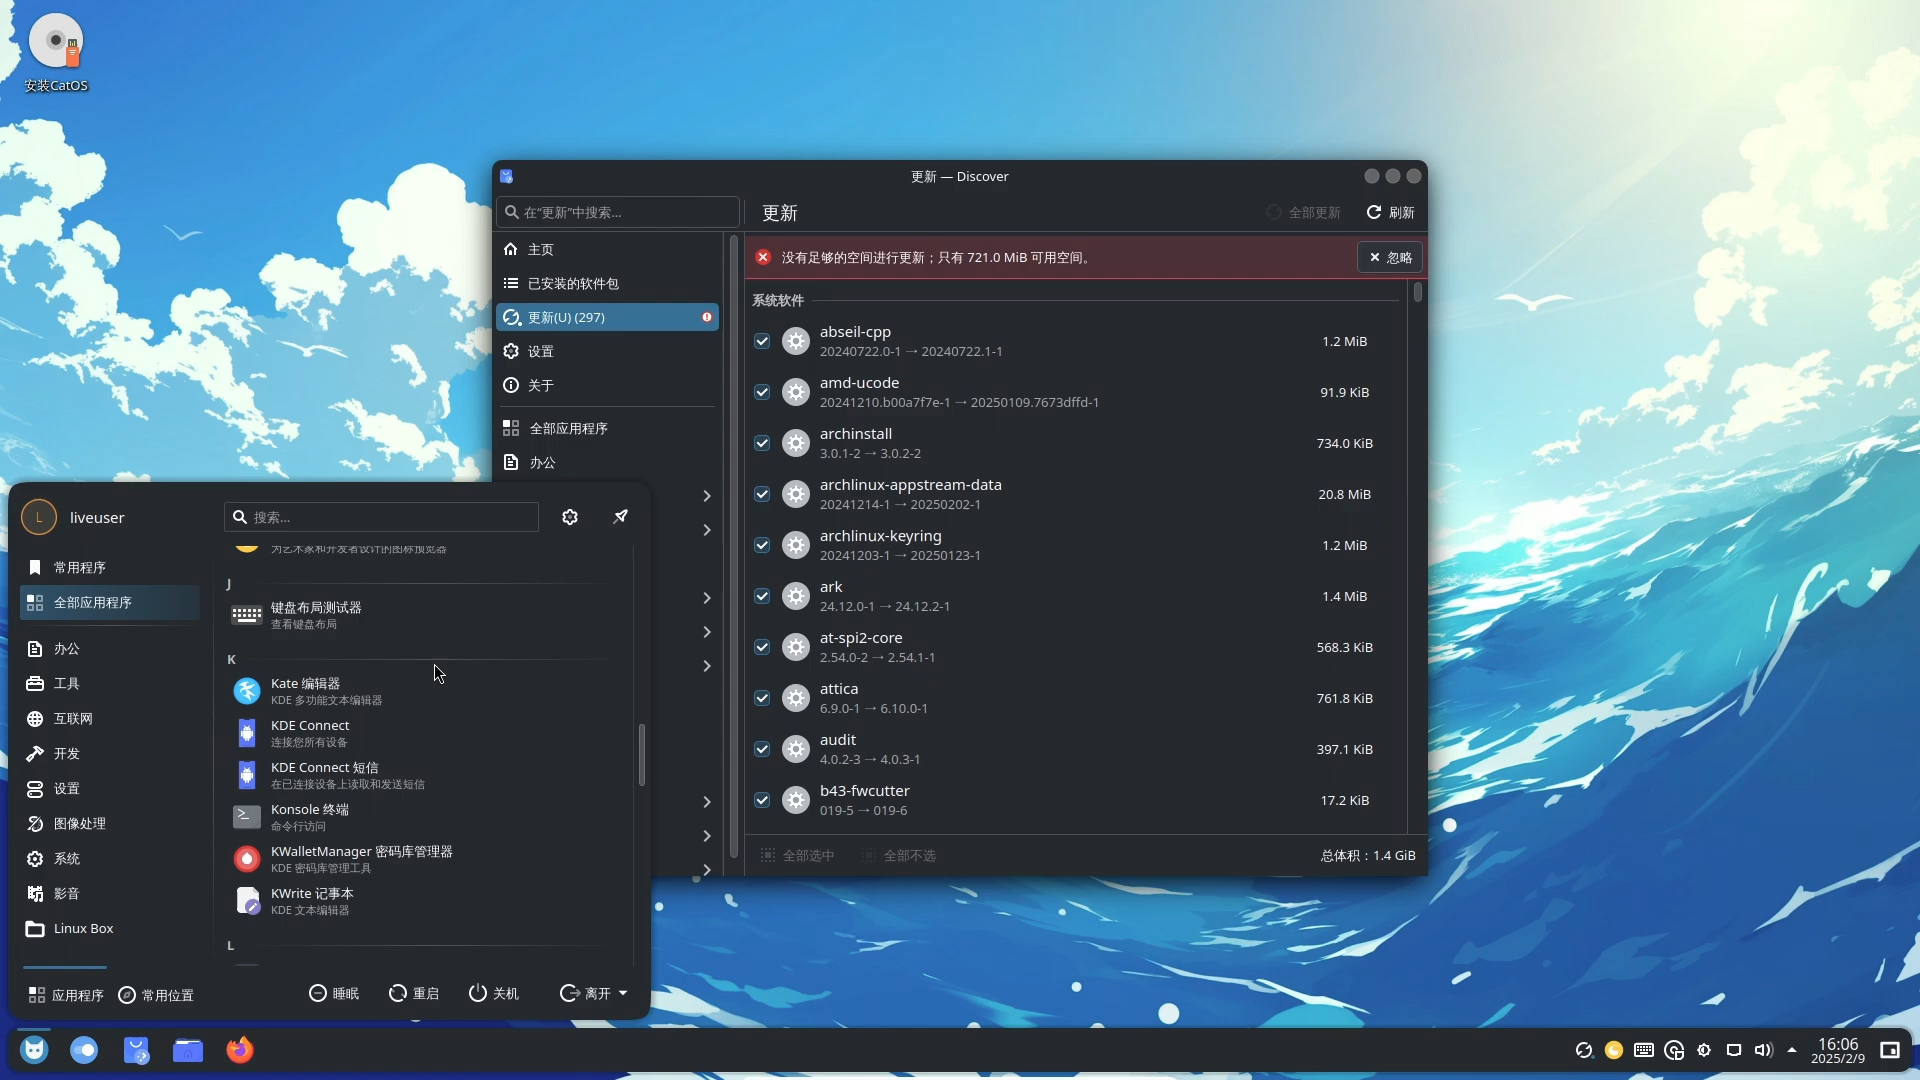 安装CatOS
更新 — Discover
在“更新”中搜索...
更新
全部更新
刷新
主页
已安装的软件包
更新(U) (297)
设置
关于
全部应用程序
办公
没有足够的空间进行更新；只有 721.0 MiB 可用空间。
忽略
系统软件
abseil-cpp
20240722.0-1 → 20240722.1-1
1.2 MiB
amd-ucode
20241210.b00a7f7e-1 → 20250109.7673dffd-1
91.9 KiB
archinstall
3.0.1-2 → 3.0.2-2
734.0 KiB
archlinux-appstream-data
20241214-1 → 20250202-1
20.8 MiB
archlinux-keyring
20241203-1 → 20250123-1
1.2 MiB
ark
24.12.0-1 → 24.12.2-1
1.4 MiB
at-spi2-core
2.54.0-2 → 2.54.1-1
568.3 KiB
attica
6.9.0-1 → 6.10.0-1
761.8 KiB
audit
4.0.2-3 → 4.0.3-1
397.1 KiB
b43-fwcutter
019-5 → 019-6
17.2 KiB
全部选中
全部不选
总体积：1.4 GiB
L
liveuser
搜索...
常用程序
全部应用程序
办公
工具
互联网
开发
设置
图像处理
系统
影音
Linux Box
为艺术家和开发者设计的图标预览器
J
键盘布局测试器
查看键盘布局
K
Kate 编辑器
KDE 多功能文本编辑器
KDE Connect
连接您所有设备
KDE Connect 短信
在已连接设备上读取和发送短信
Konsole 终端
命令行访问
KWalletManager 密码库管理器
KDE 密码库管理工具
KWrite 记事本
KDE 文本编辑器
L
应用程序
常用位置
睡眠
重启
关机
离开
16:06
2025/2/9